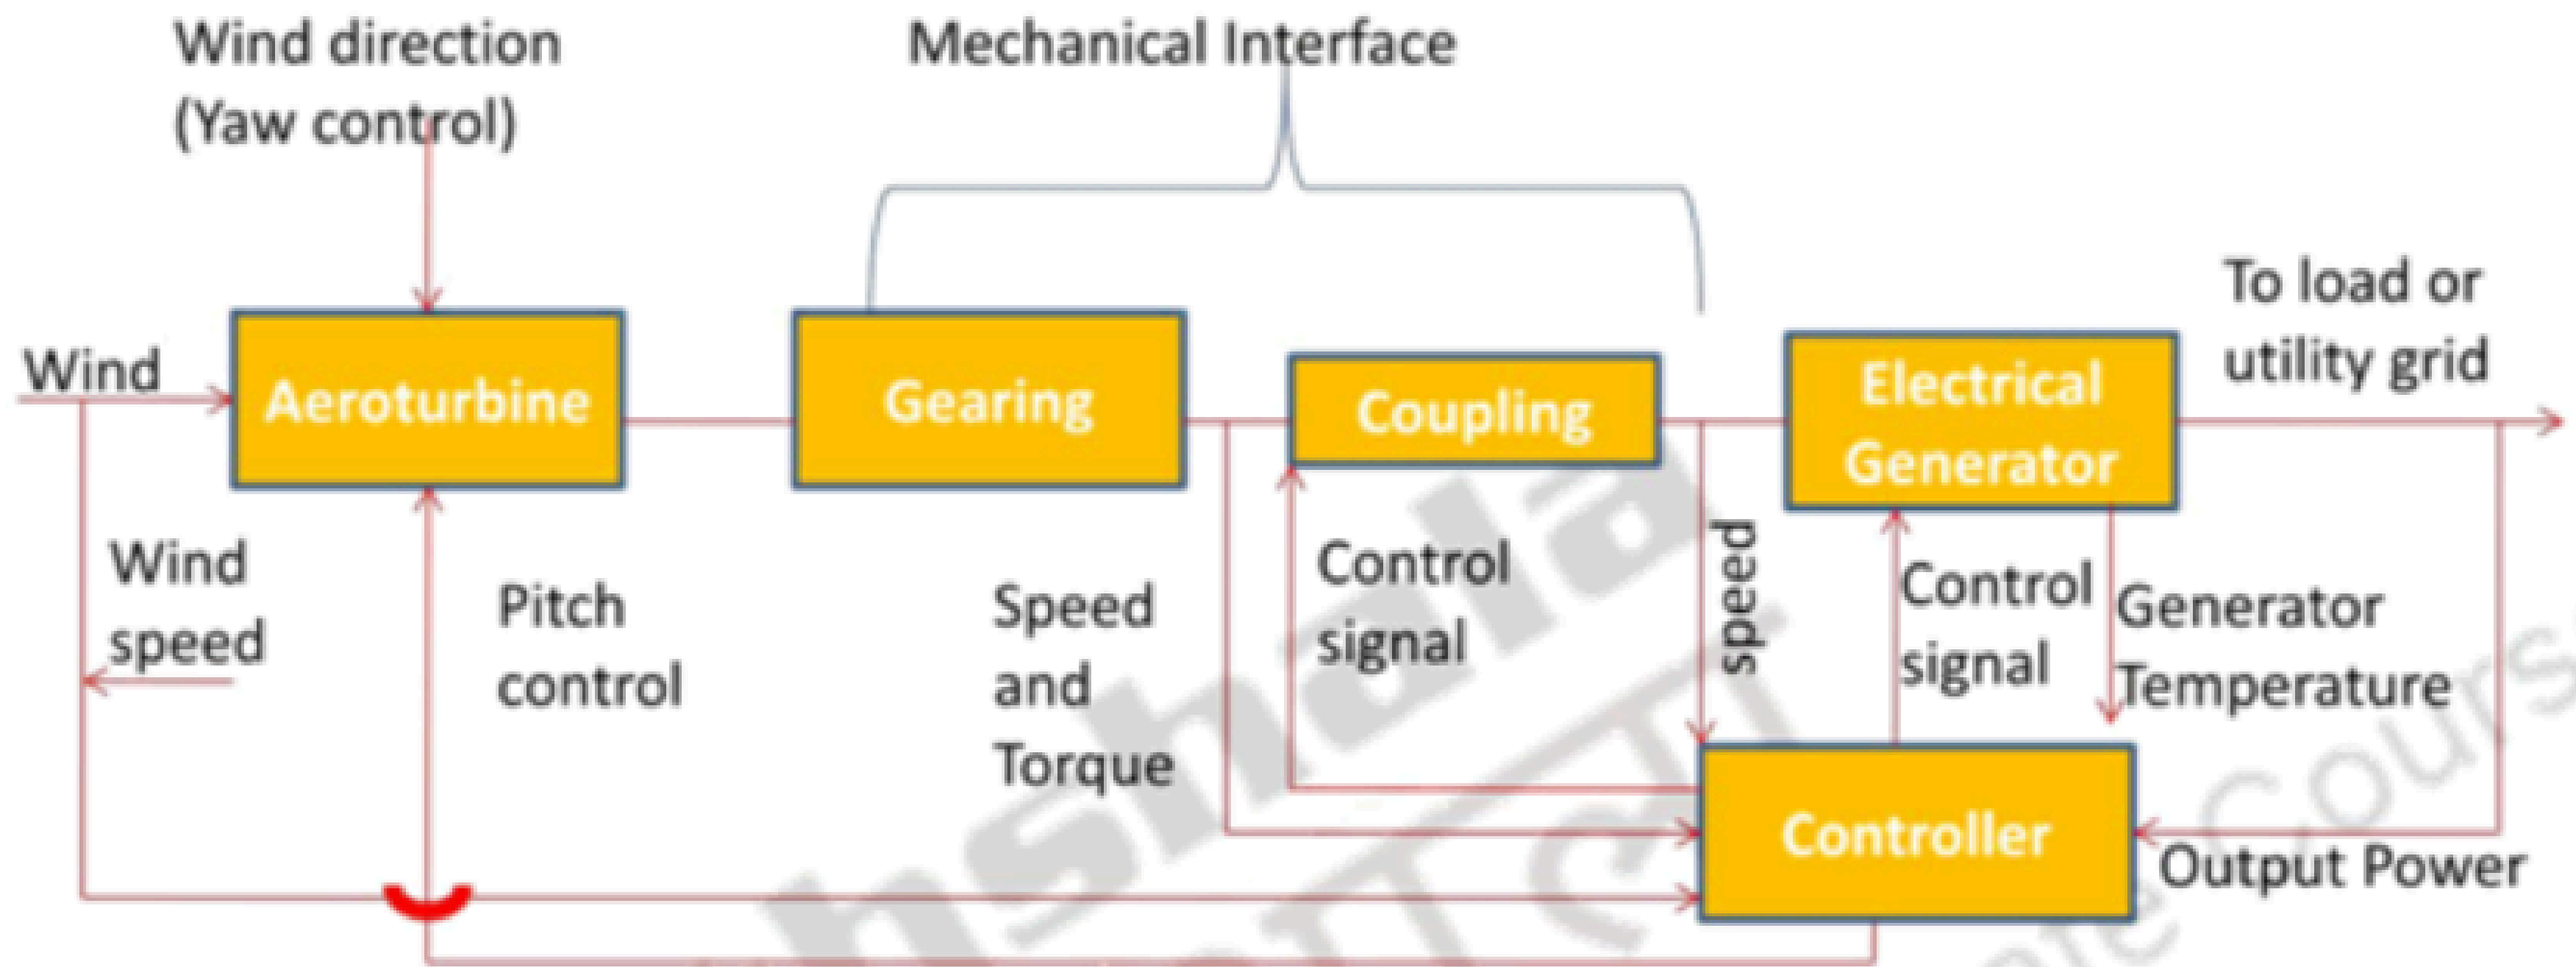 Wind direction
(Yaw control)
Mechanical Interface
To load or
utility grid
Wind
Aeroturbine
Gearing
Coupling
Electrical
Generator
Wind
speed
Pitch
control
Speed
and
Torque
Control
signal
speed
Control
signal
Generator
Temperature
Controller
Output Power